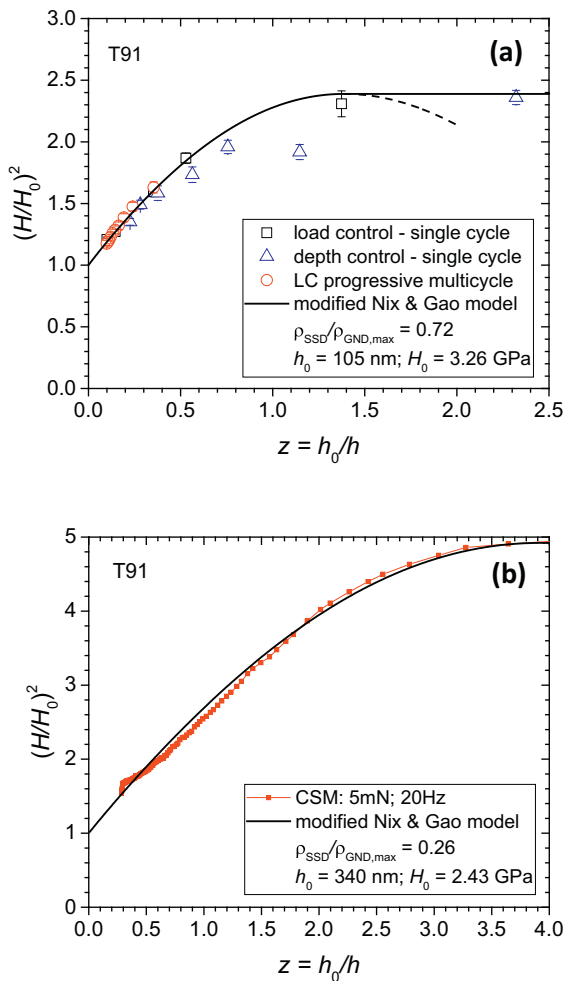 3.0
T91
(a)
2.5
2.0
1.5
1.0
0.5
0.0
(H/H₀)²
load control - single cycle
depth control - single cycle
LC progressive multicycle
modified Nix & Gao model
ρSSD/ρGND,max = 0.72
h₀ = 105 nm; H₀ = 3.26 GPa
0.0 0.5 1.0 1.5 2.0 2.5
z = h₀/h
5
T91
(b)
4
3
2
1
0
(H/H₀)²
CSM: 5mN; 20Hz
modified Nix & Gao model
ρSSD/ρGND,max = 0.26
h₀ = 340 nm; H₀ = 2.43 GPa
0.0 0.5 1.0 1.5 2.0 2.5 3.0 3.5 4.0
z = h₀/h